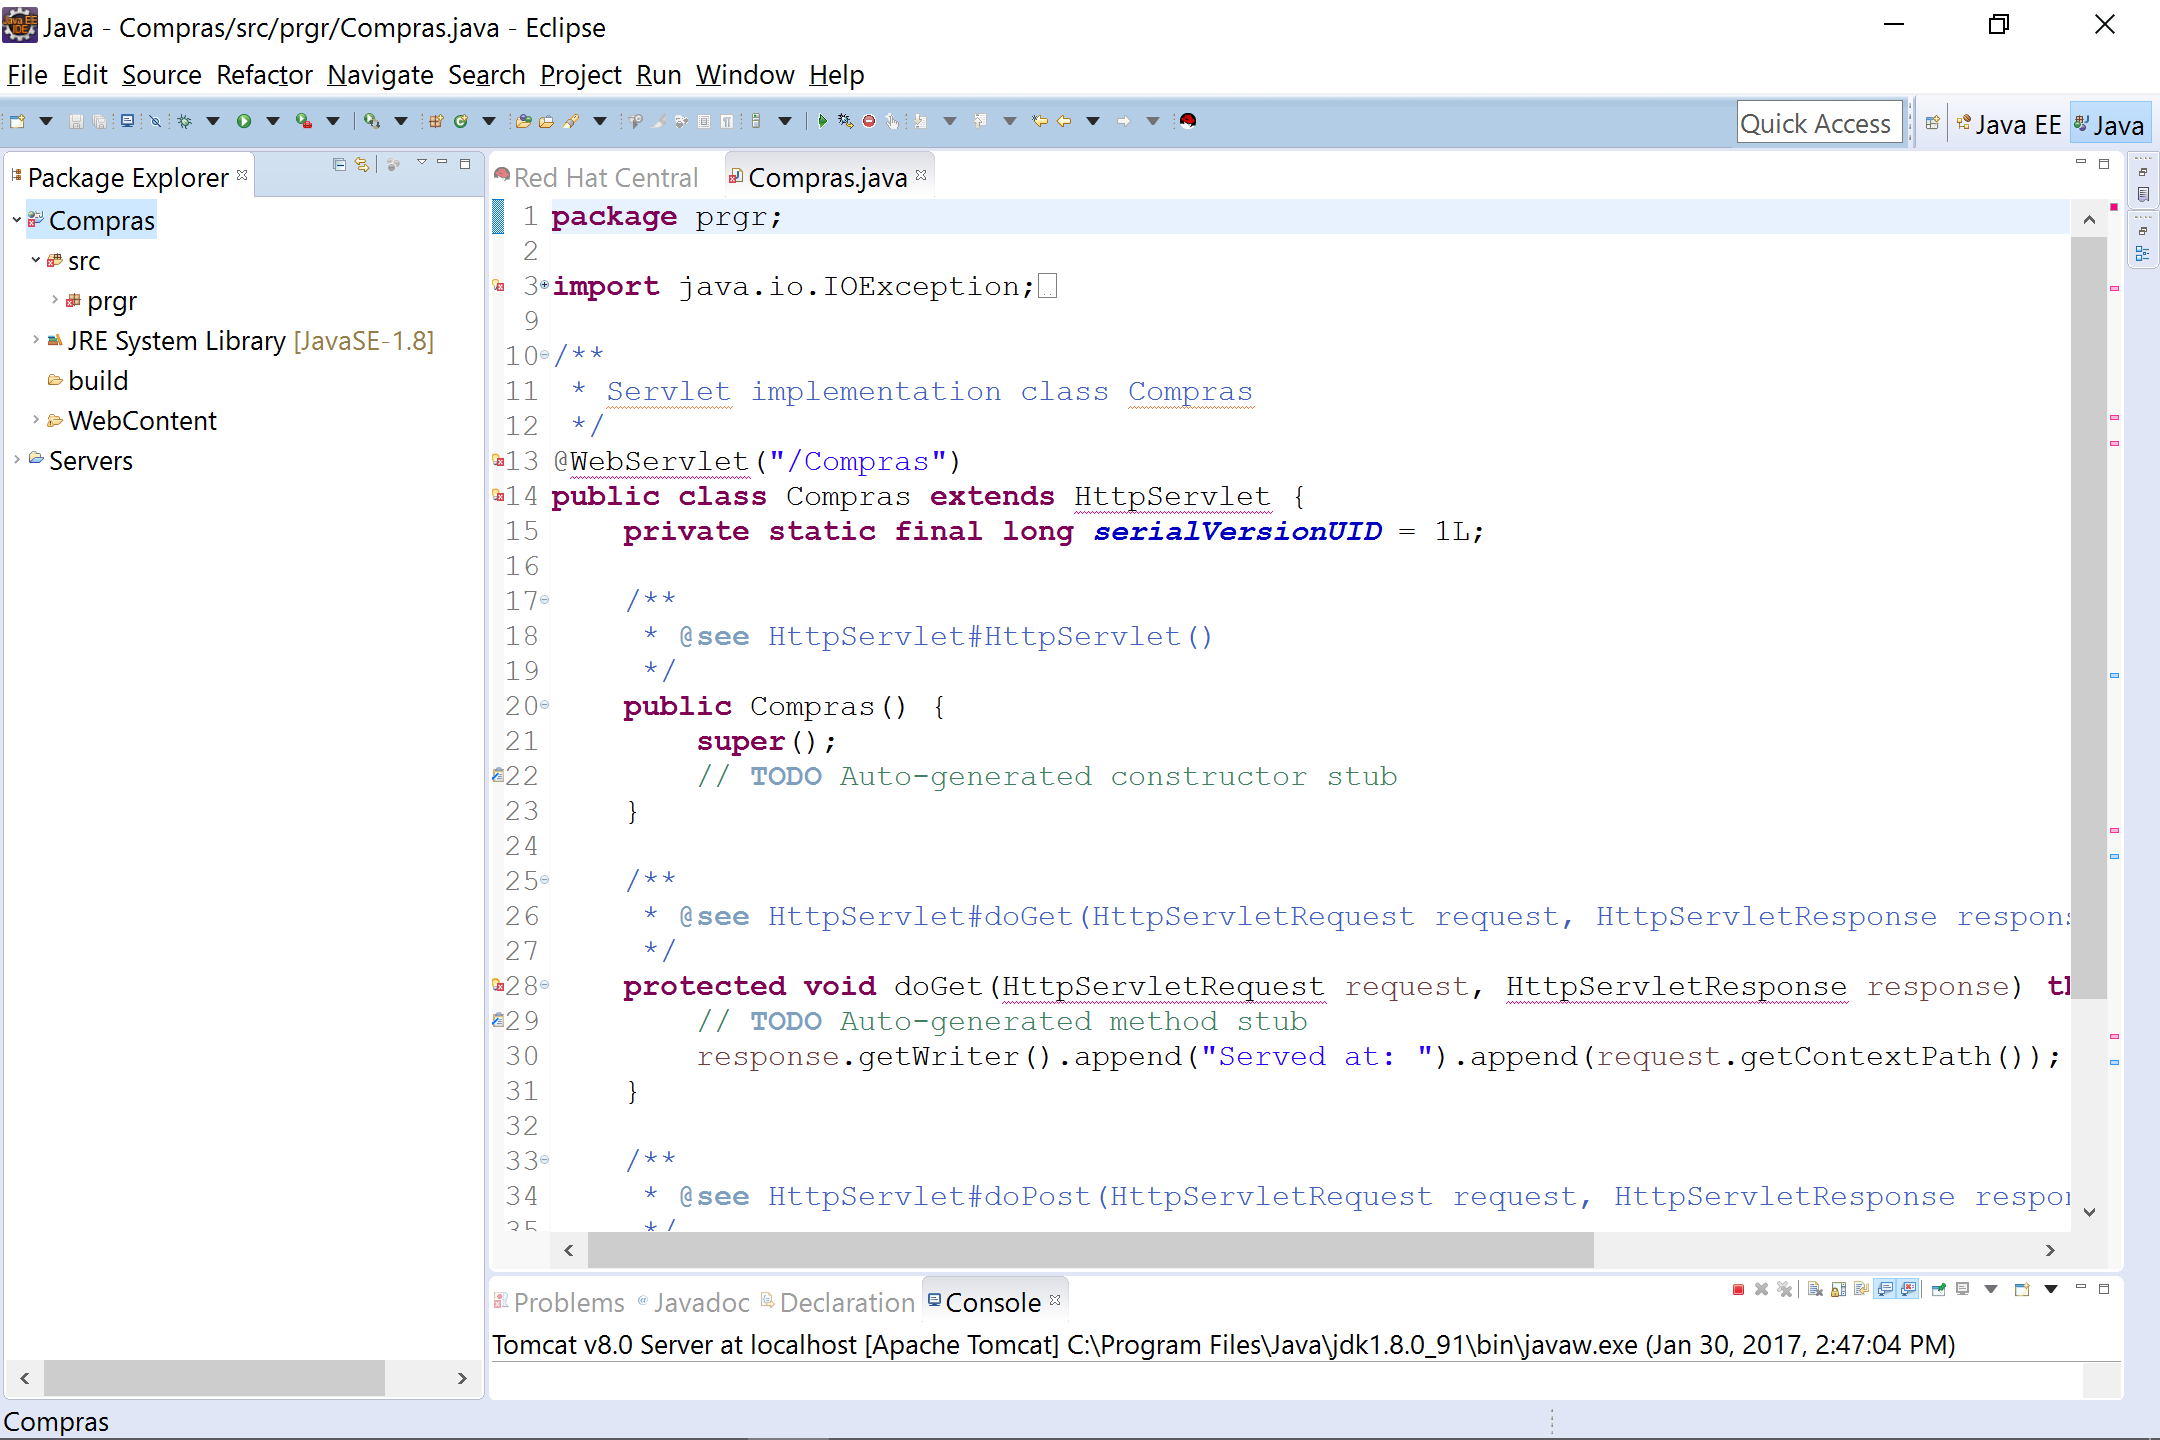 Java - Compras/src/prgr/Compras.java - Eclipse
File Edit Source Refactor Navigate Search Project Run Window Help
Quick Access
Java EE
Java
Package Explorer
Compras
src
prgr
JRE System Library [JavaSE-1.8]
build
WebContent
Servers
Red Hat Central
Compras.java
1 package prgr;
2
3 import java.io.IOException;
9
10 /**
11 * Servlet implementation class Compras
12 */
13 @WebServlet("/Compras")
14 public class Compras extends HttpServlet {
15 private static final long serialVersionUID = 1L;
16
17 /**
18 * @see HttpServlet#HttpServlet()
19 */
20 public Compras() {
21 super();
22 // TODO Auto-generated constructor stub
23 }
24
25 /**
26 * @see HttpServlet#doGet(HttpServletRequest request, HttpServletResponse respons
27 */
28 protected void doGet(HttpServletRequest request, HttpServletResponse response) th
29 // TODO Auto-generated method stub
30 response.getWriter().append("Served at: ").append(request.getContextPath());
31 }
32
33 /**
34 * @see HttpServlet#doPost(HttpServletRequest request, HttpServletResponse respon
35 */
Problems Javadoc Declaration Console
Tomcat v8.0 Server at localhost [Apache Tomcat] C:\Program Files\Java\jdk1.8.0_91\bin\javaw.exe (Jan 30, 2017, 2:47:04 PM)
Compras